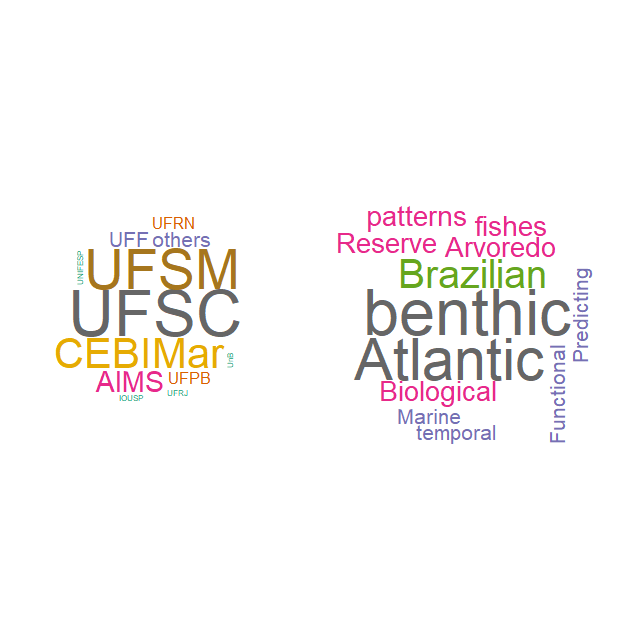 UFRN
UFF others
UNIFESP
UFSM
UFSC
CEBIMar
UnB
AIMS UFPB
IOUSP
UFRJ
patterns
fishes
Reserve
Arvoredo
Brazilian
benthic
Predicting
Atlantic
Functional
Biological
Marine
temporal